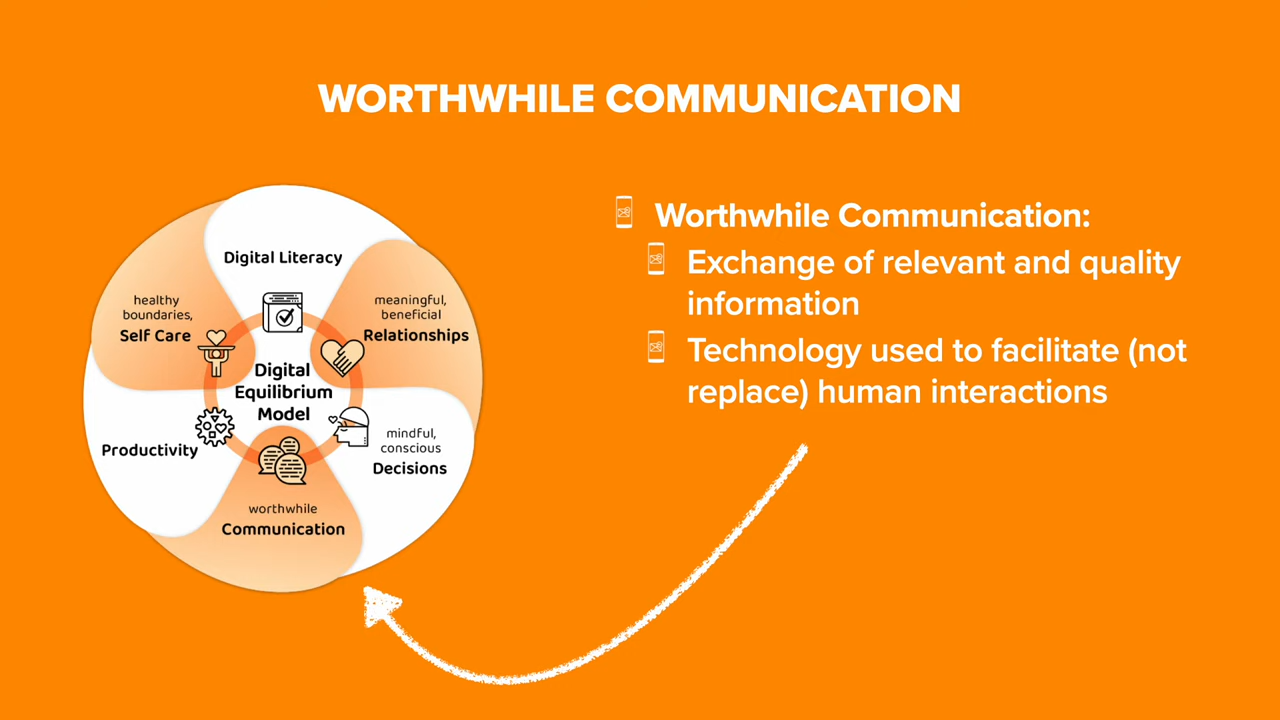 WORTHWHILE COMMUNICATION
Digital Literacy
healthy
boundaries,
Self Care
meaningful,
beneficial
Relationships
Digital
Equilibrium
Model
Productivity
mindful,
conscious
Decisions
worthwhile
Communication
Worthwhile Communication:
Exchange of relevant and quality
information
Technology used to facilitate (not
replace) human interactions